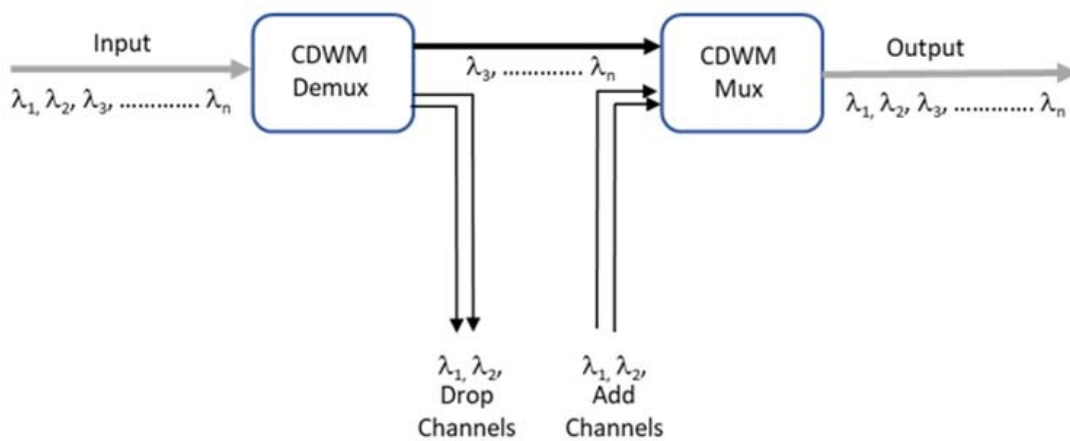 Input
λ1, λ2, λ3, ............. λn
CDWM
Demux
λ3, ............. λn
CDWM
Mux
Output
λ1, λ2, λ3, ............. λn
λ1, λ2,
Drop
Channels
λ1, λ2,
Add
Channels